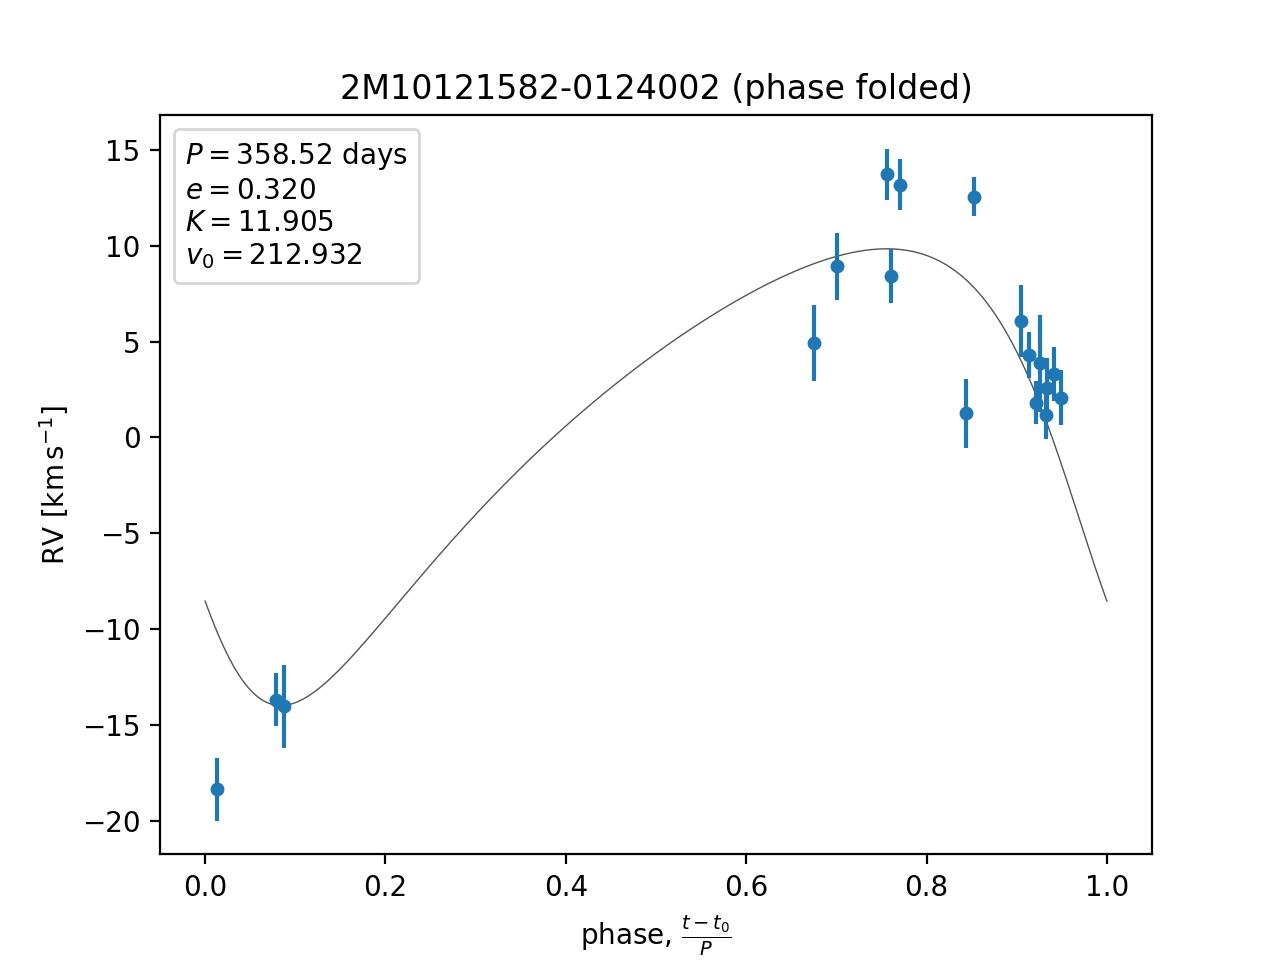 2M10121582-0124002 (phase folded)
P = 358.52 days
e = 0.320
K = 11.905
v₀ = 212.932
15
10
5
0
−5
−10
−15
−20
RV [km s⁻¹]
0.0 0.2 0.4 0.6 0.8 1.0
phase, (t − t₀)/P